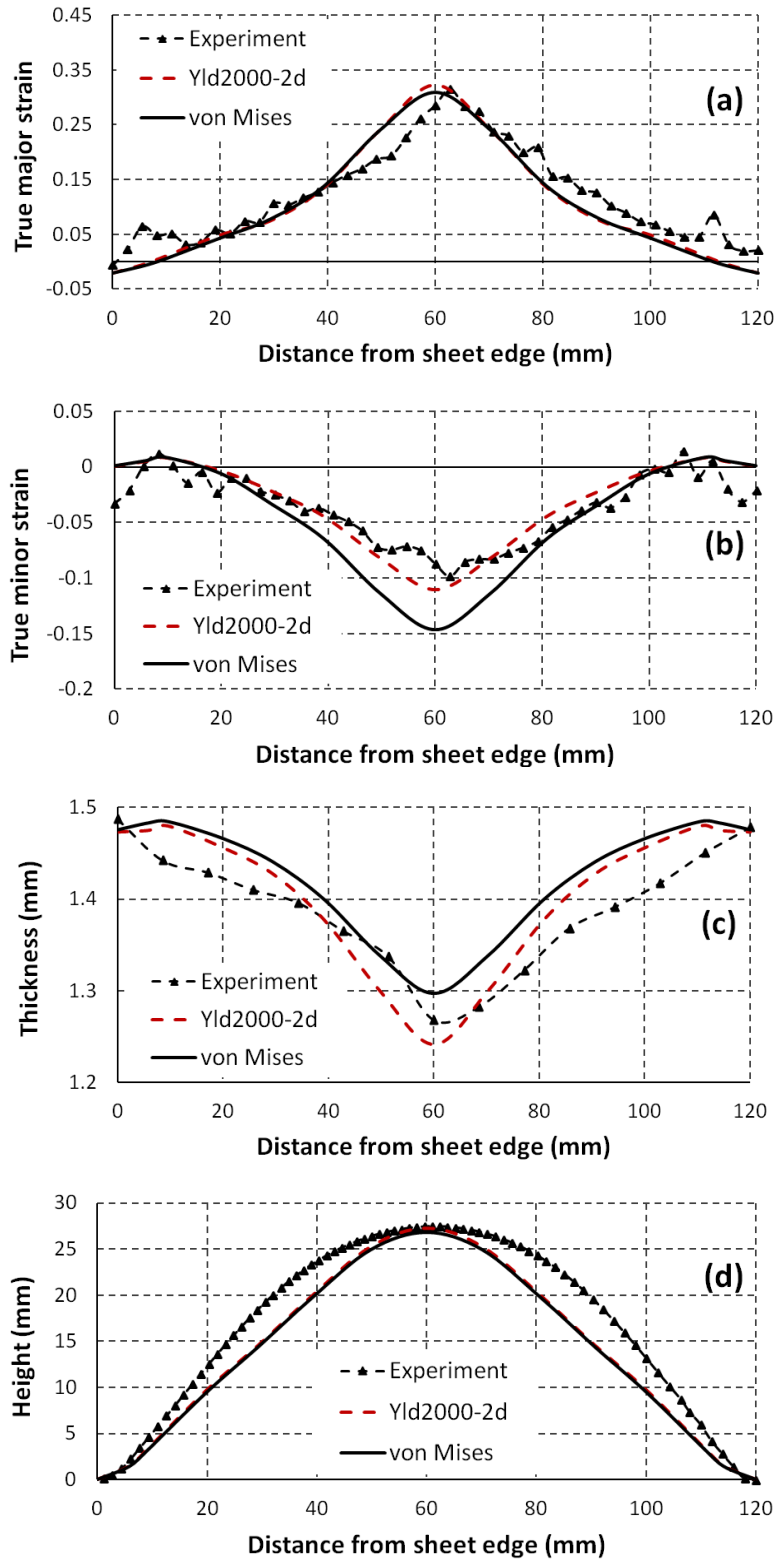 0.45
0.35
0.25
0.15
0.05
-0.05
True major strain
Experiment
Yld2000-2d
von Mises
(a)
0 20 40 60 80 100 120
Distance from sheet edge (mm)
0.05
0
-0.05
-0.1
-0.15
-0.2
True minor strain
(b)
Experiment
Yld2000-2d
von Mises
0 20 40 60 80 100 120
Distance from sheet edge (mm)
1.5
1.4
1.3
1.2
Thickness (mm)
(c)
Experiment
Yld2000-2d
von Mises
0 20 40 60 80 100 120
Distance from sheet edge (mm)
30
25
20
15
10
5
0
Height (mm)
(d)
Experiment
Yld2000-2d
von Mises
0 20 40 60 80 100 120
Distance from sheet edge (mm)